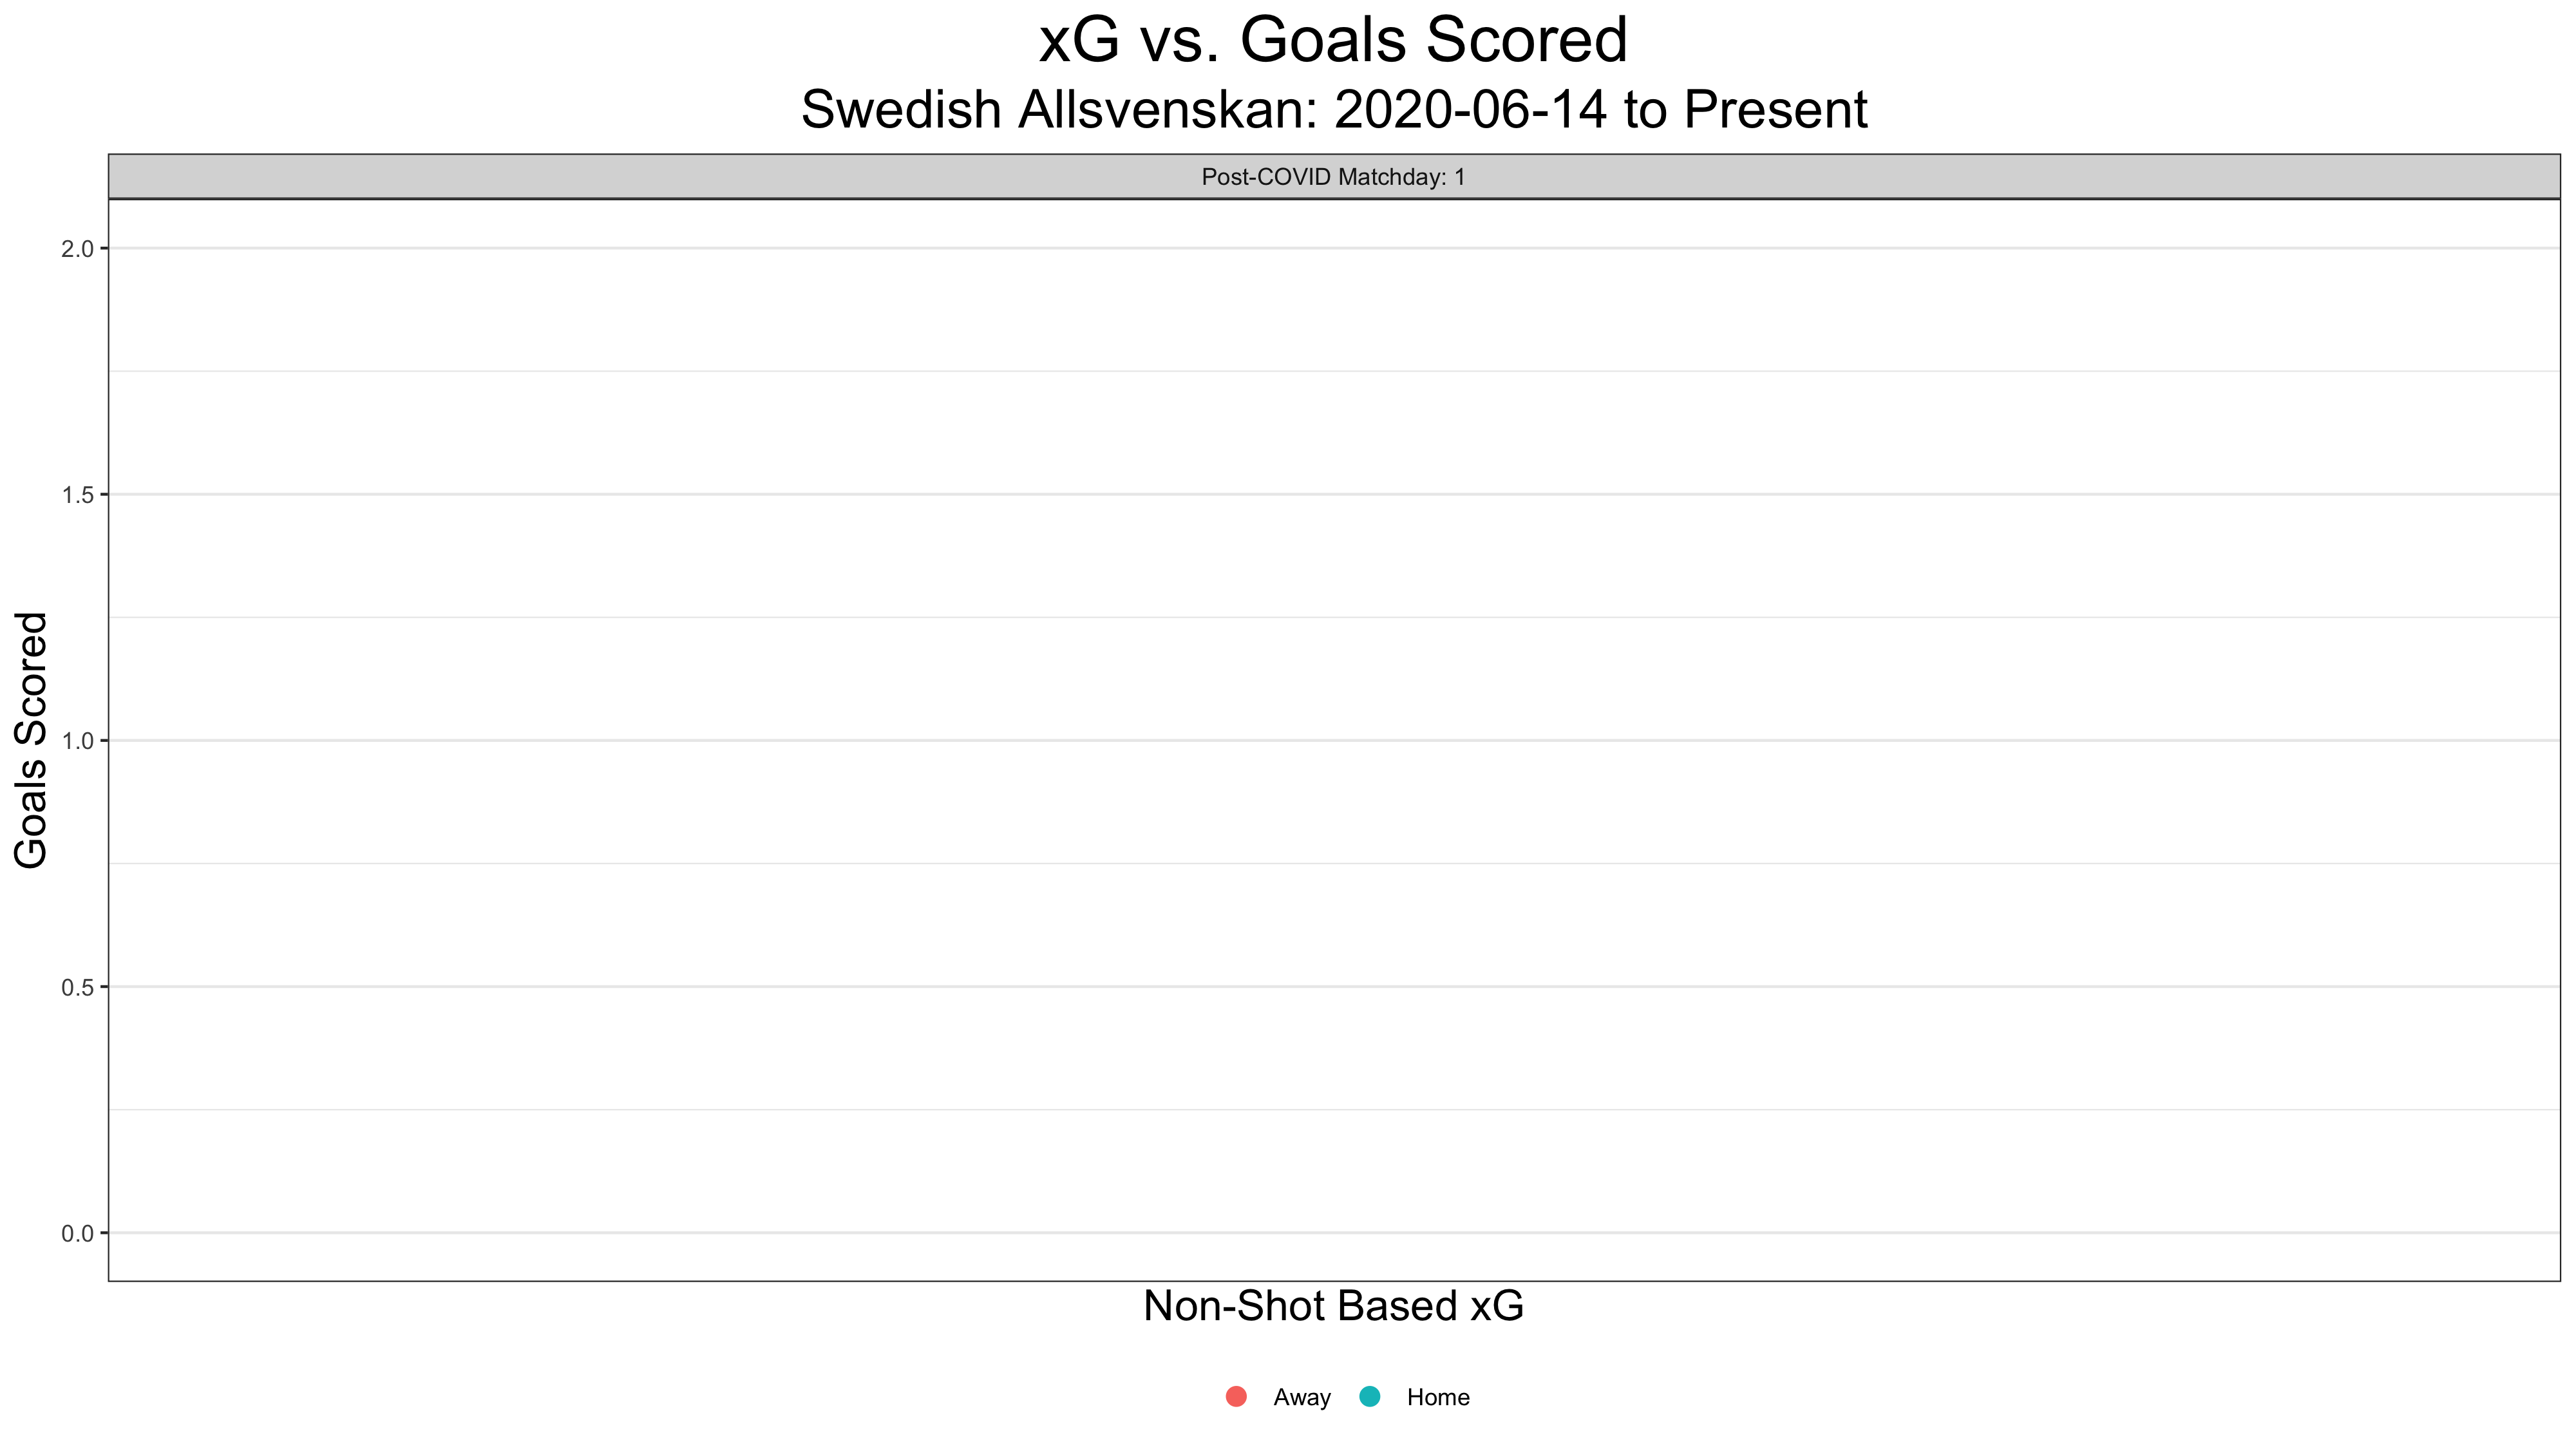 xG vs. Goals Scored
Swedish Allsvenskan: 2020-06-14 to Present
Post-COVID Matchday: 1
2.0
1.5
1.0
0.5
0.0
Goals Scored
Non-Shot Based xG
Away
Home